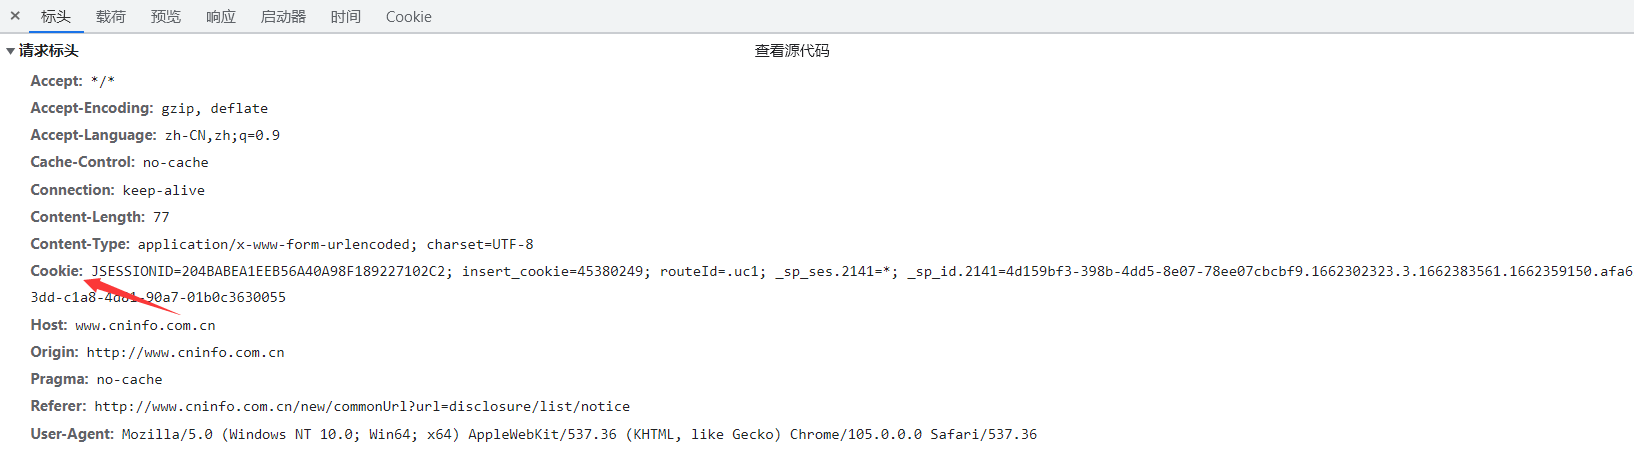 × 标头 载荷 预览 响应 启动器 时间 Cookie
▼请求标头 查看源代码
Accept: */*
Accept-Encoding: gzip, deflate
Accept-Language: zh-CN,zh;q=0.9
Cache-Control: no-cache
Connection: keep-alive
Content-Length: 77
Content-Type: application/x-www-form-urlencoded; charset=UTF-8
Cookie: JSESSIONID=204BABEA1EEB56A40A98F189227102C2; insert_cookie=45380249; routeId=.uc1; _sp_ses.2141=*; _sp_id.2141=4d159bf3-398b-4dd5-8e07-78ee07cbcbf9.1662302323.3.1662383561.1662359150.afa6
3dd-c1a8-4d81-90a7-01b0c3630055
Host: www.cninfo.com.cn
Origin: http://www.cninfo.com.cn
Pragma: no-cache
Referer: http://www.cninfo.com.cn/new/commonUrl?url=disclosure/list/notice
User-Agent: Mozilla/5.0 (Windows NT 10.0; Win64; x64) AppleWebKit/537.36 (KHTML, like Gecko) Chrome/105.0.0.0 Safari/537.36